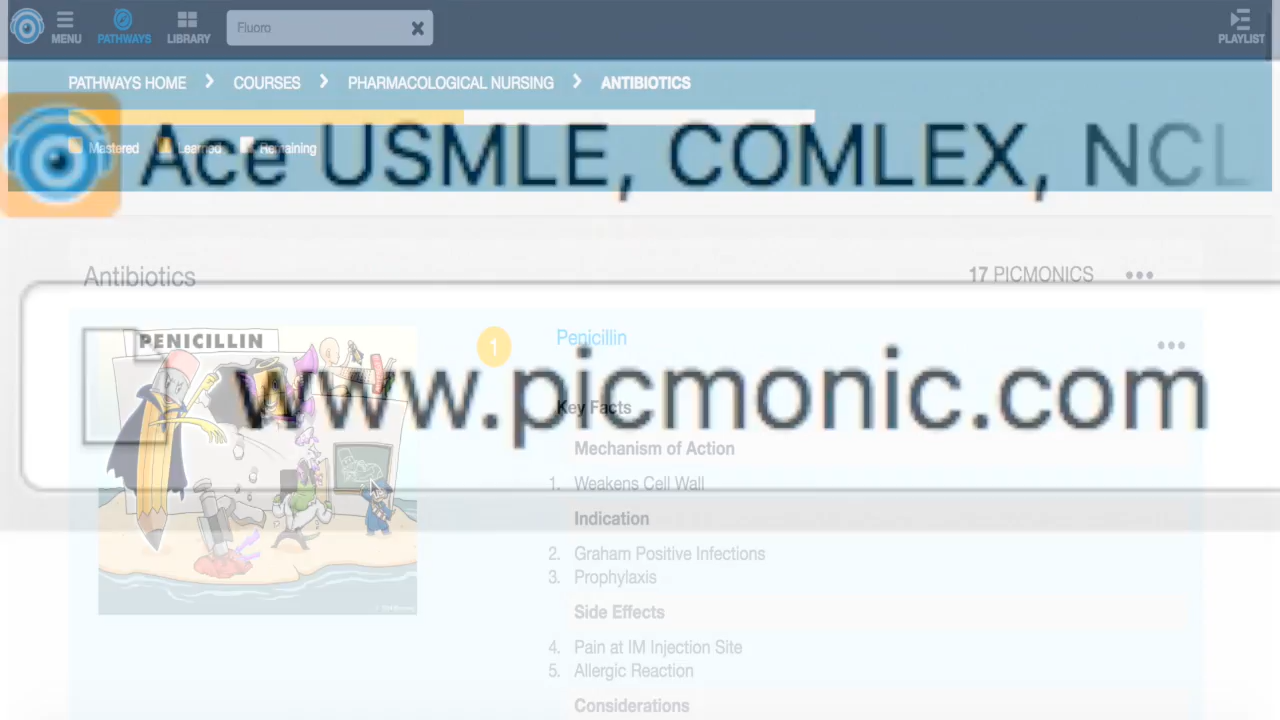 MENU
PATHWAYS
LIBRARY
Fluoro
PLAYLIST
PATHWAYS HOME > COURSES > PHARMACOLOGICAL NURSING > ANTIBIOTICS
Mastered Learned Remaining
Ace USMLE, COMLEX, NCL
Antibiotics
17 PICMONICS
PENICILLIN
1
Penicillin
www.picmonic.com
Key Facts
Mechanism of Action
1. Weakens Cell Wall
Indication
2. Graham Positive Infections
3. Prophylaxis
Side Effects
4. Pain at IM Injection Site
5. Allergic Reaction
Considerations